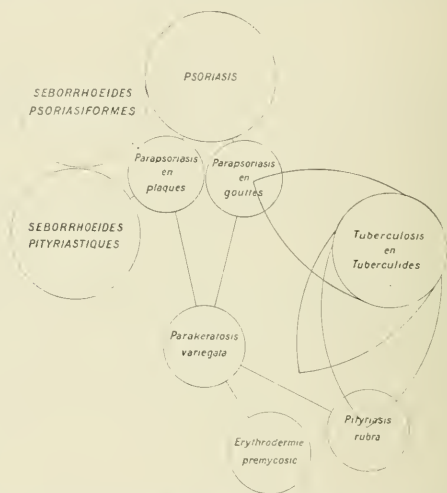 PSORIASIS
SEBORRHOEIDES
PSORIASIFORMES
Parapsoriasis
en
plaques
Parapsoriasis
en
gouttes
SEBORRHOEIDES
PITYRIASTIQUES
Tuberculosis
en
Tuberculides
Parakeratosis
variegata
Pityriasis
rubra
Erythrodermie
premycosic